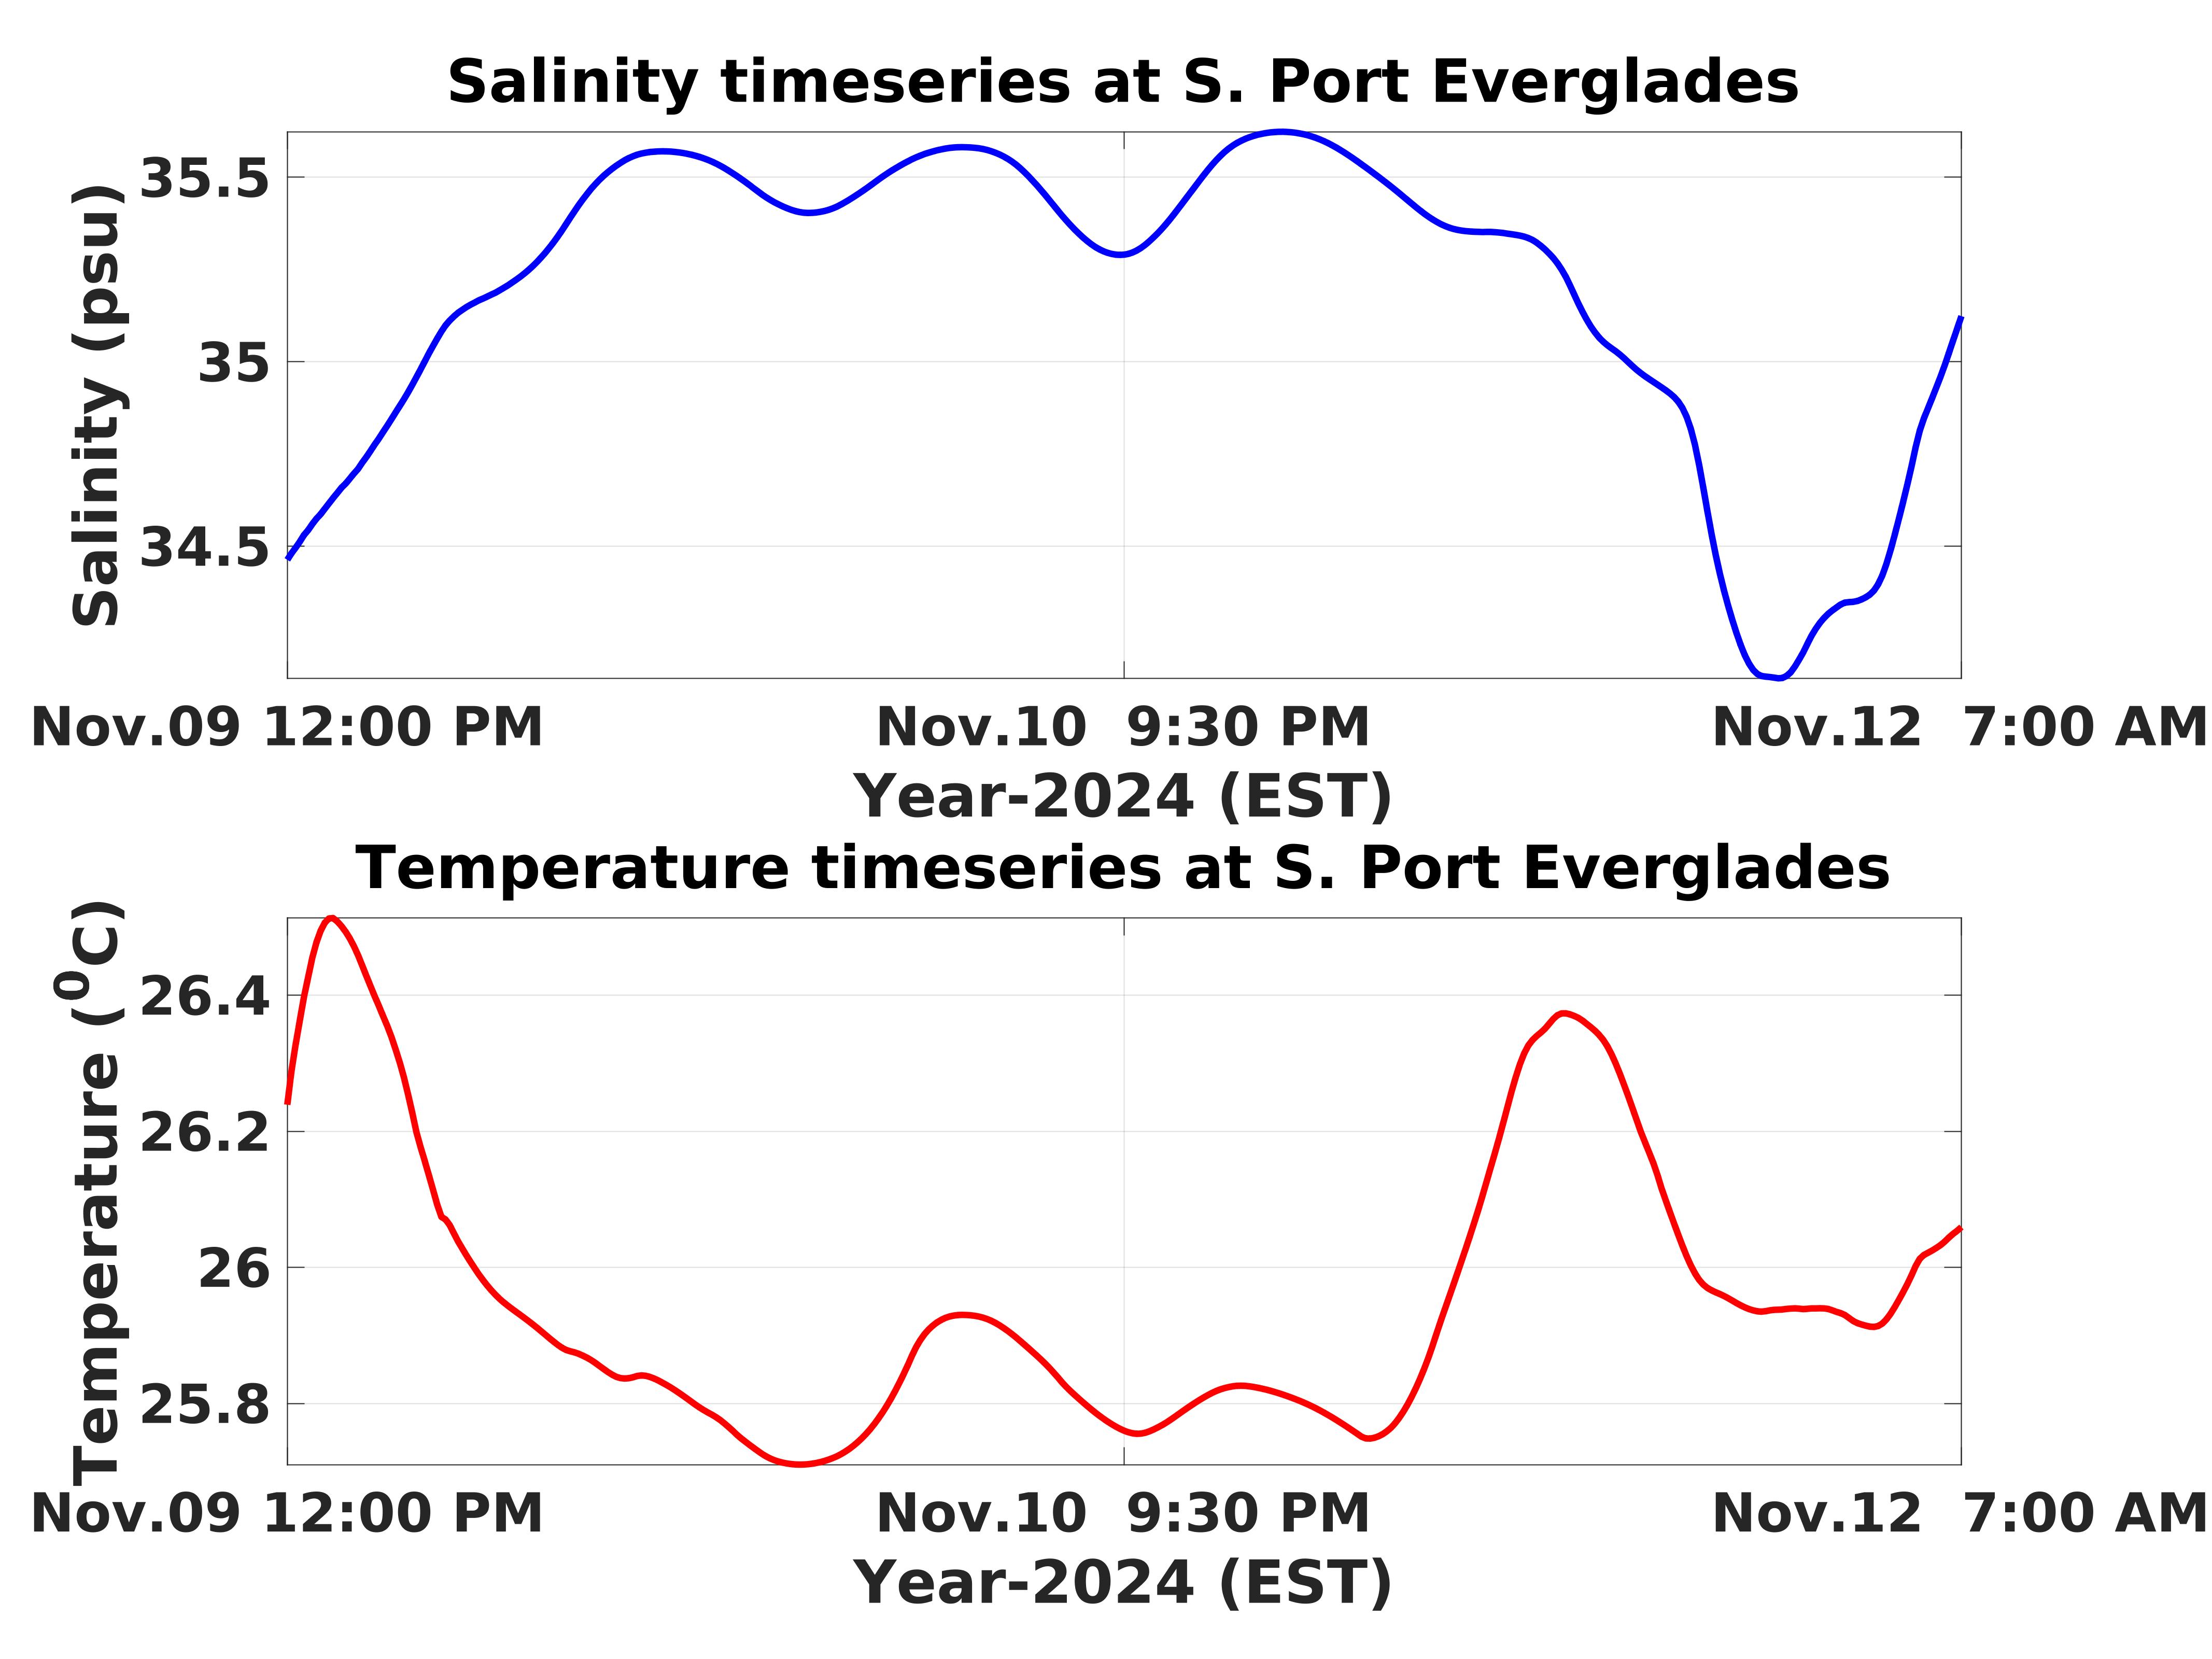 Salinity timeseries at S. Port Everglades
Salinity (psu)
35.5
35
34.5
Nov.09 12:00 PM Nov.10  9:30 PM Nov.12  7:00 AM
Year-2024 (EST)
Temperature timeseries at S. Port Everglades
Temperature (⁰C)
26.4
26.2
26
25.8
Nov.09 12:00 PM Nov.10  9:30 PM Nov.12  7:00 AM
Year-2024 (EST)